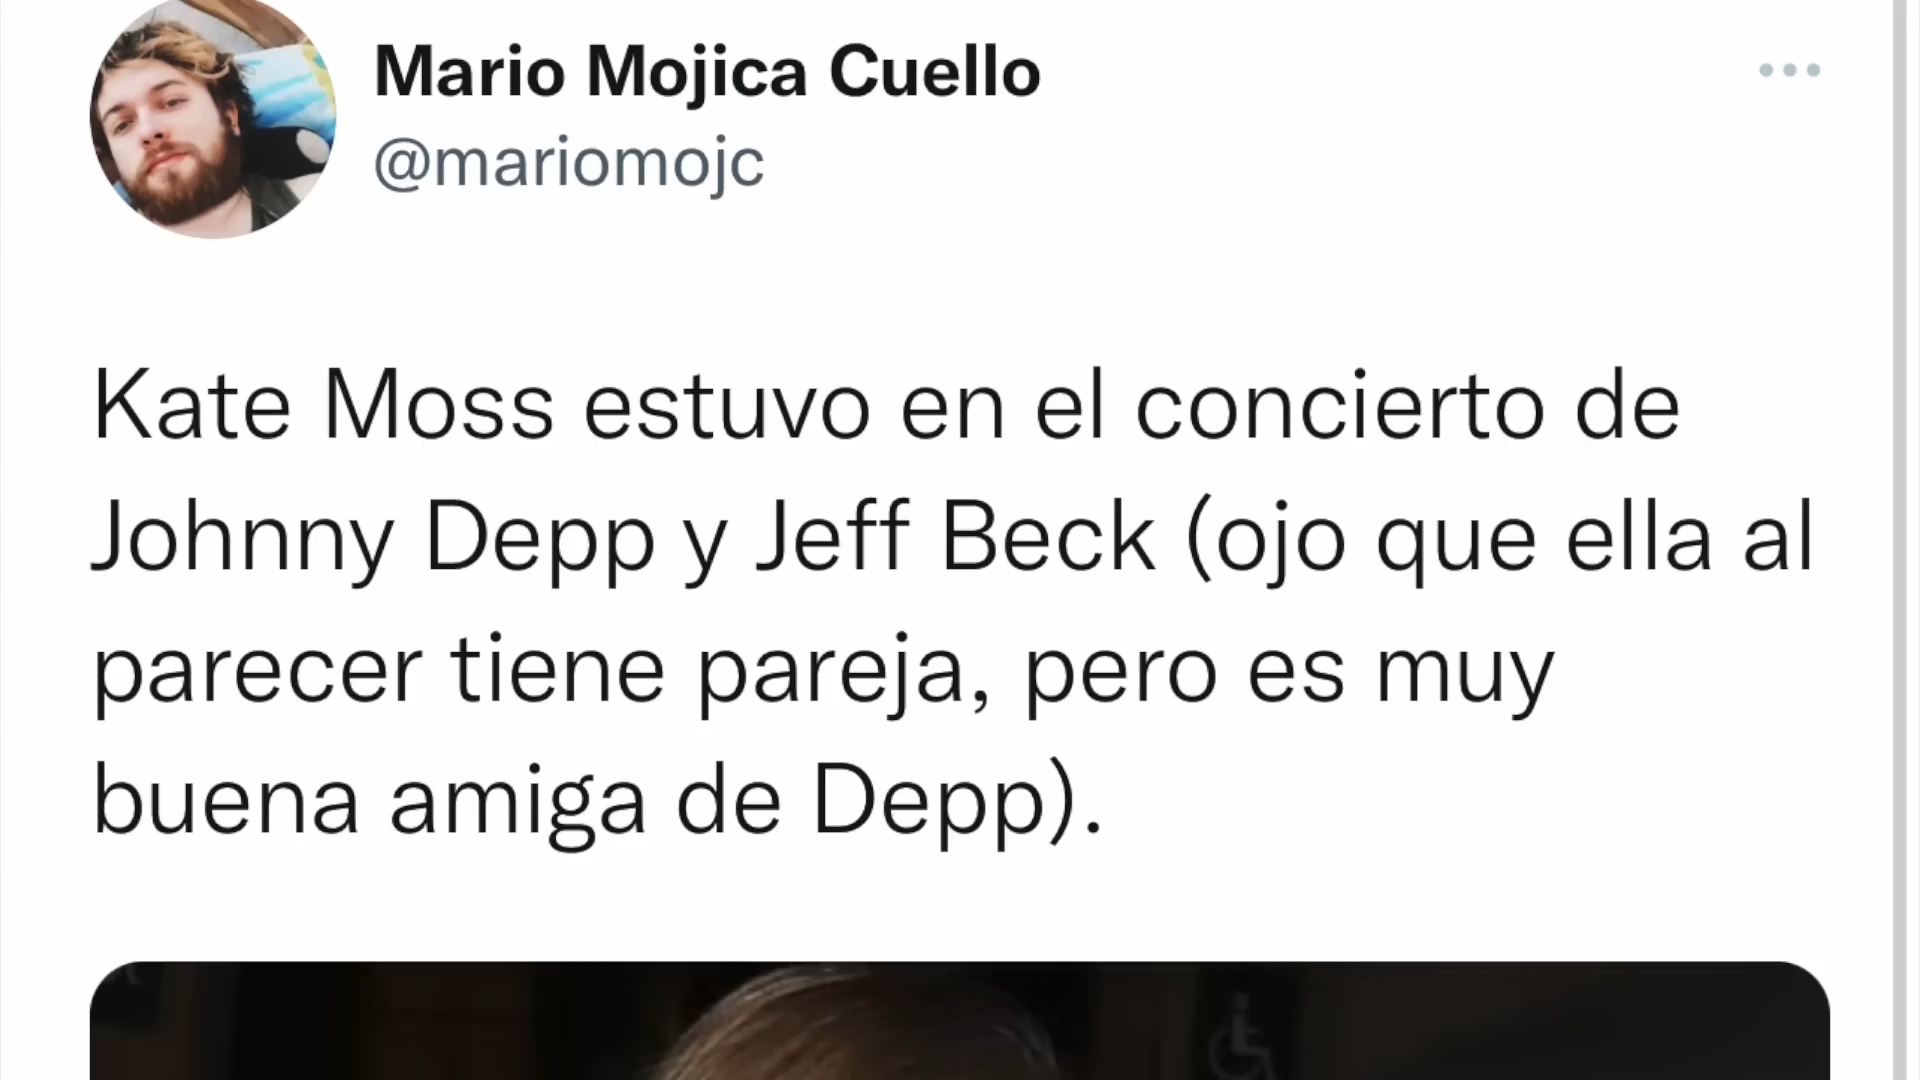 Mario Mojica Cuello
@mariomojc
Kate Moss estuvo en el concierto de
Johnny Depp y Jeff Beck (ojo que ella al
parecer tiene pareja, pero es muy
buena amiga de Depp).